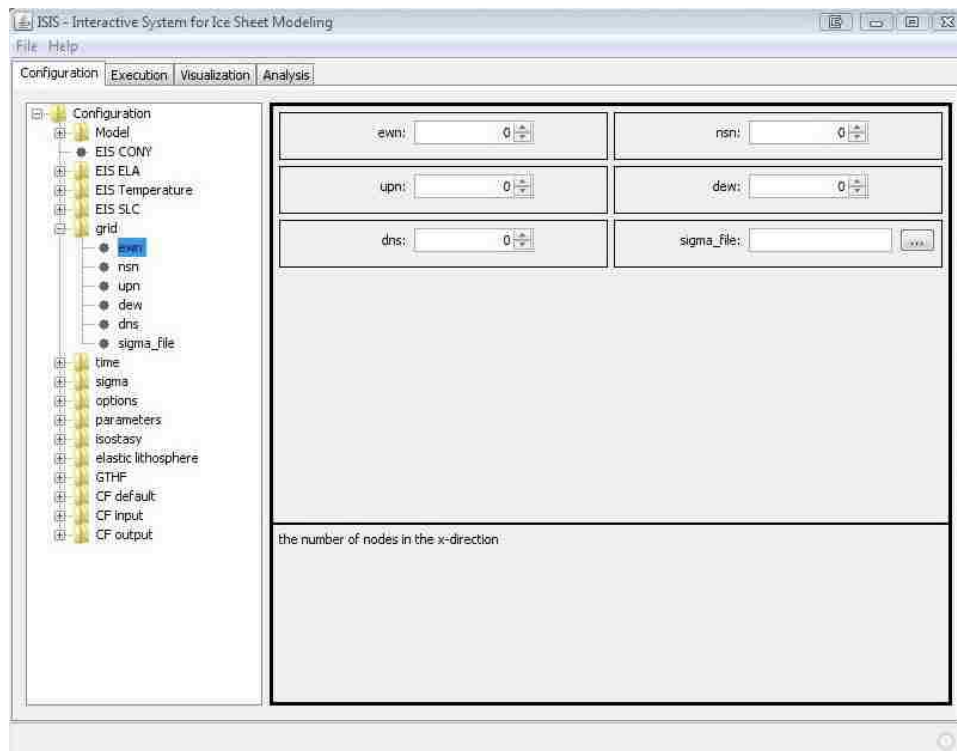 ISIS - Interactive System for Ice Sheet Modeling
File Help
Configuration Execution Visualization Analysis
Configuration
Model
EIS CONY
EIS ELA
EIS Temperature
EIS SLC
grid
ewn
nsn
upn
dew
dns
sigma_file
time
sigma
options
parameters
isostasy
elastic lithosphere
GTHF
CF default
CF input
CF output
ewn: 0 nsn: 0
upn: 0 dew: 0
dns: 0 sigma_file: ...
the number of nodes in the x-direction